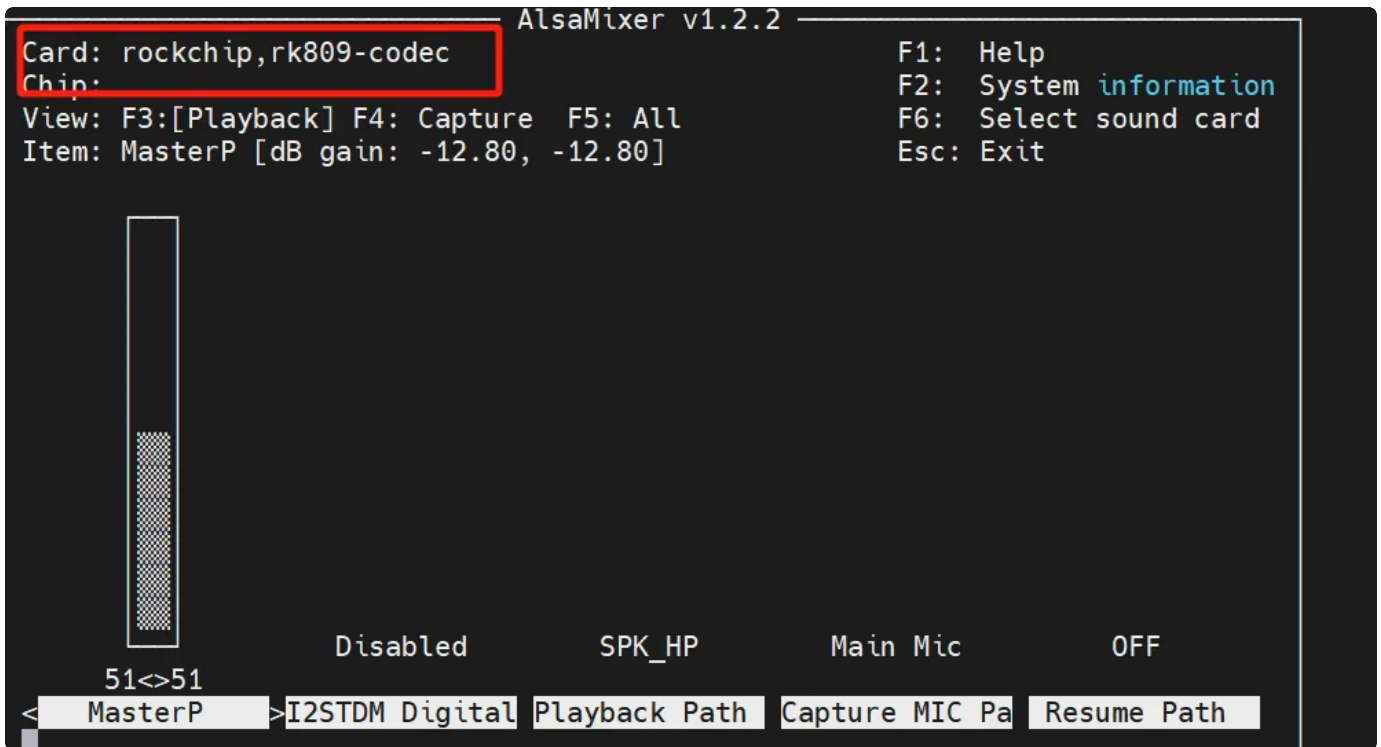 AlsaMixer v1.2.2
Card: rockchip,rk809-codec F1: Help
Chip: F2: System information
View: F3:[Playback] F4: Capture F5: All F6: Select sound card
Item: MasterP [dB gain: -12.80, -12.80] Esc: Exit
Disabled SPK_HP Main Mic OFF
51<>51
< MasterP >I2STDM Digital Playback Path Capture MIC Pa Resume Path